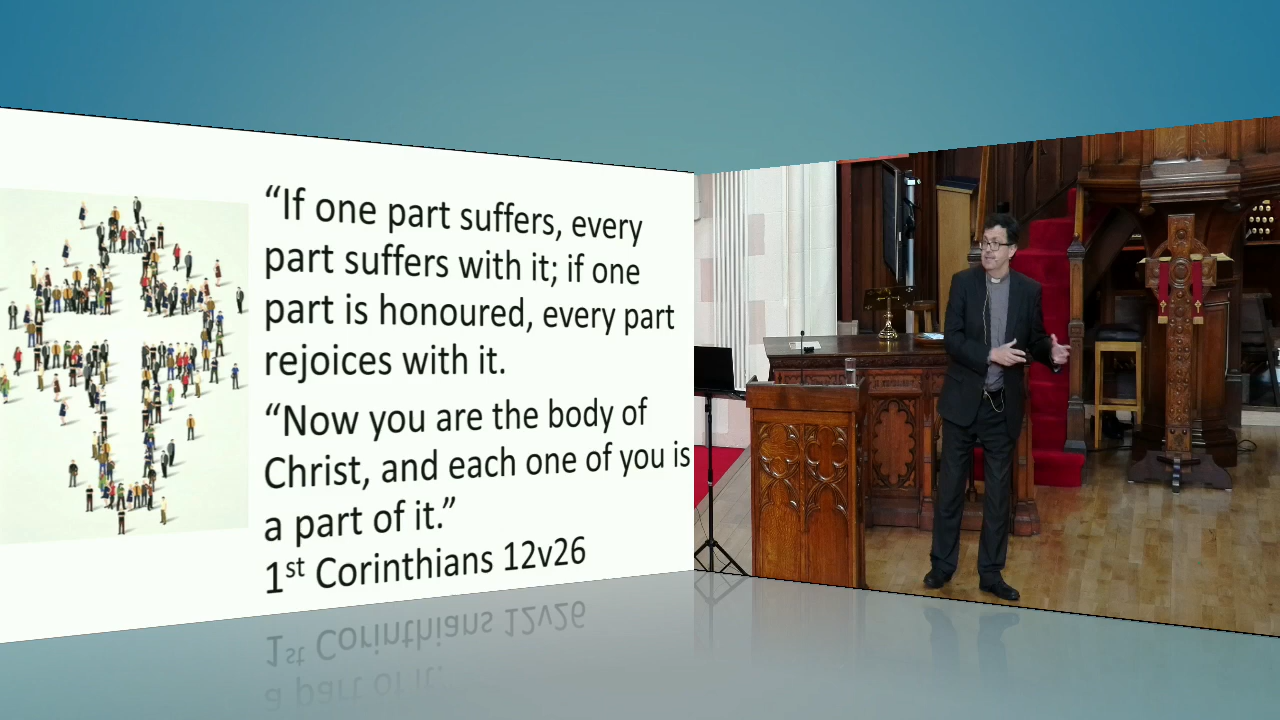 “If one part suffers, every
part suffers with it; if one
part is honoured, every part
rejoices with it.
“Now you are the body of
Christ, and each one of you is
a part of it.”
1st Corinthians 12v26